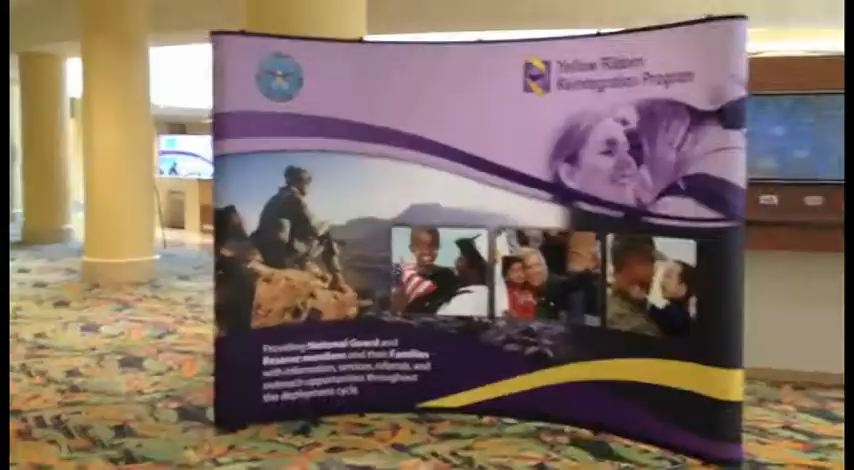 Yellow Ribbon
Reintegration Program
Providing National Guard and
Reserve members and their Families
with information, services, referrals, and
outreach opportunities throughout
the deployment cycle.